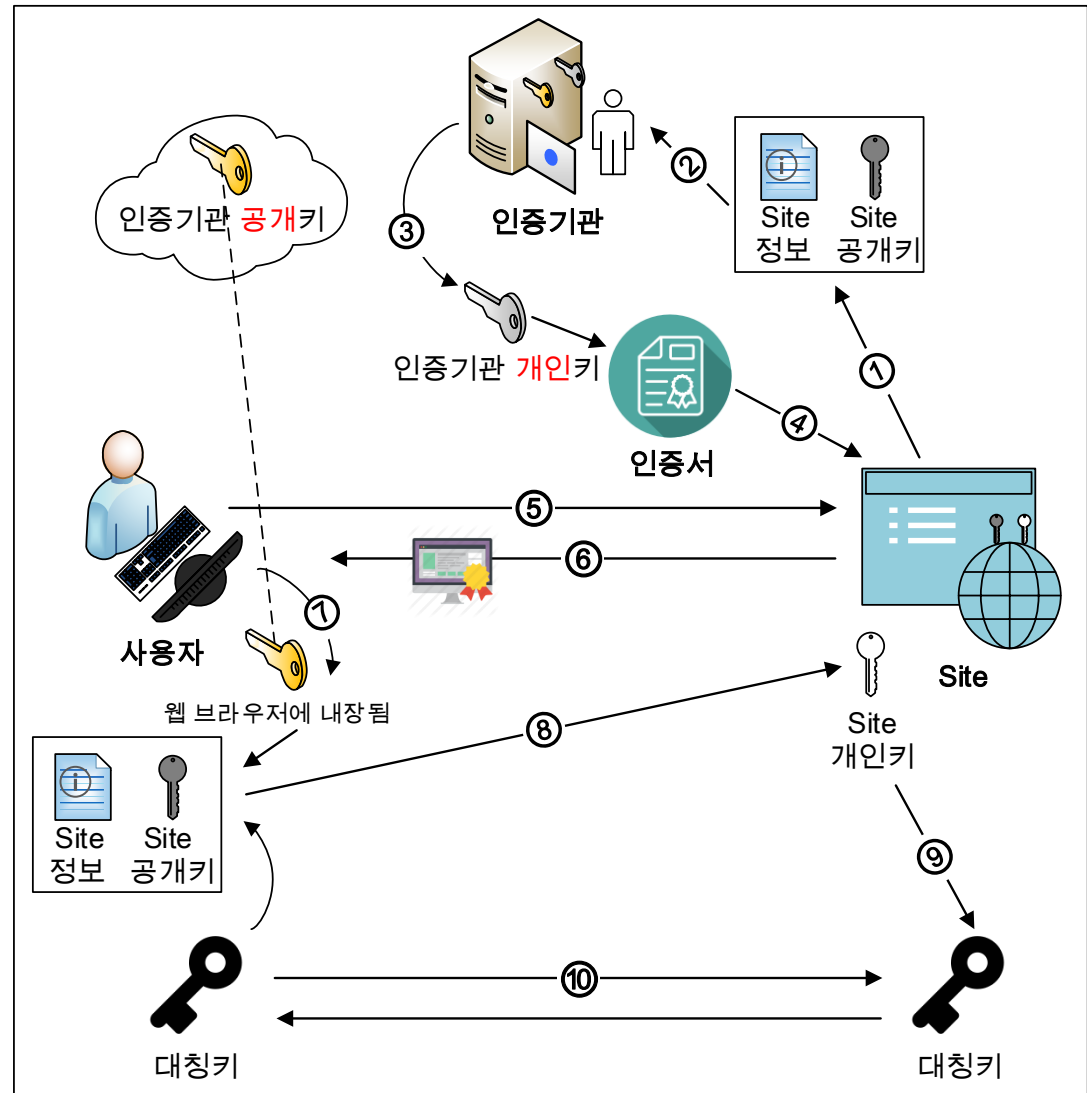 인증기관 공개키
인증기관
②
Site
정보
Site
공개키
③
인증기관 개인키
①
인증서
④
⑤
⑥
사용자
⑦
웹 브라우저에 내장됨
Site
Site
개인키
⑧
Site
정보
Site
공개키
⑨
⑩
대칭키
대칭키